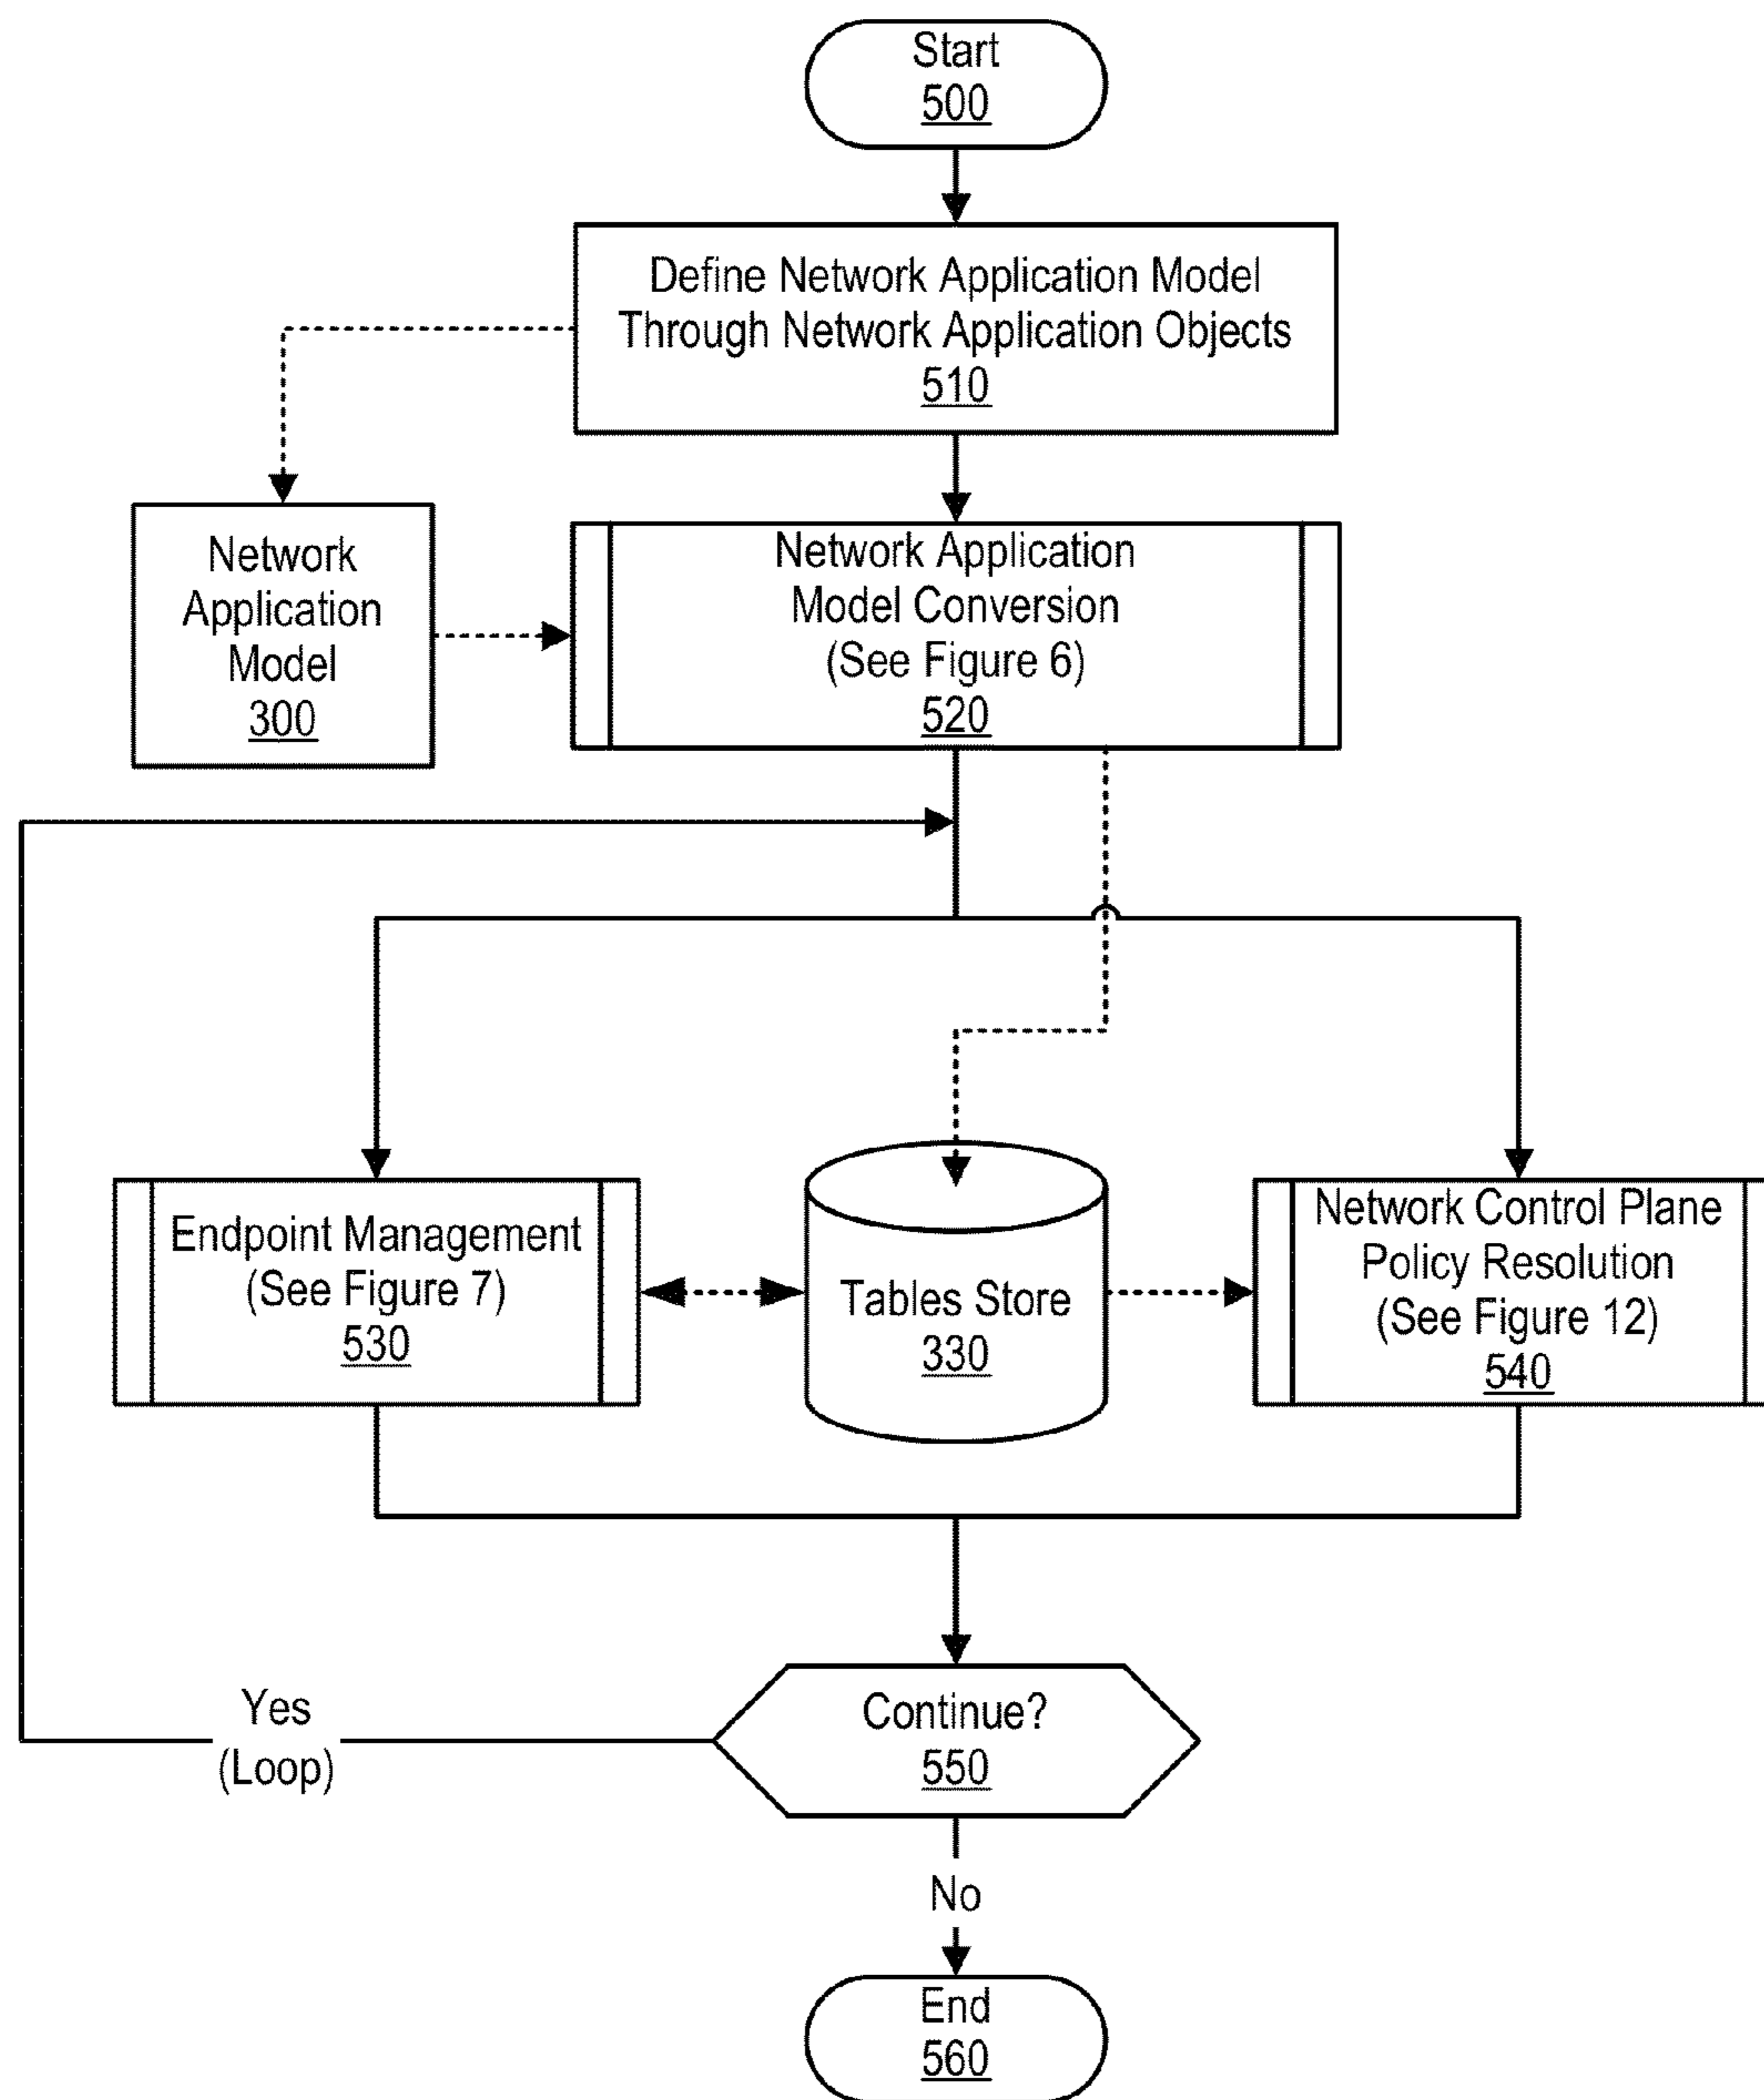 Start
500
Define Network Application Model
Through Network Application Objects
510
Network
Application
Model
300
Network Application
Model Conversion
(See Figure 6)
520
Endpoint Management
(See Figure 7)
530
Tables Store
330
Network Control Plane
Policy Resolution
(See Figure 12)
540
Continue?
550
Yes
(Loop)
No
End
560